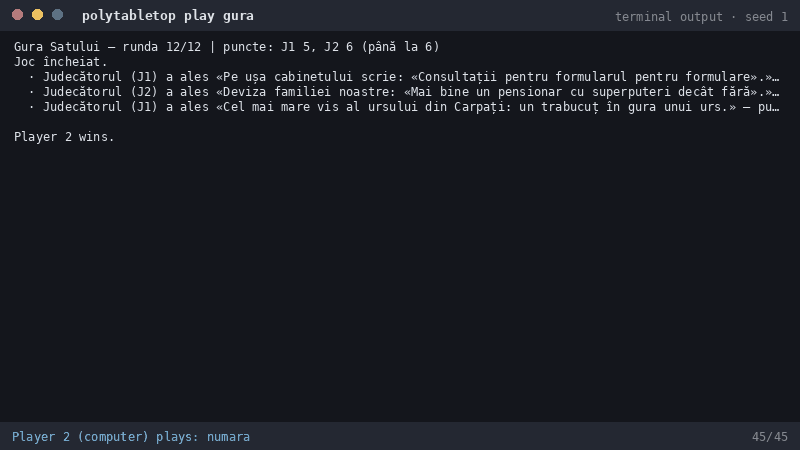 polytabletop play gura
terminal output · seed 1
Gura Satului — runda 12/12 | puncte: J1 5, J2 6 (până la 6)
Joc încheiat.
· Judecătorul (J1) a ales «Pe ușa cabinetului scrie: «Consultații pentru formularul pentru formulare».»…
· Judecătorul (J2) a ales «Deviza familiei noastre: «Mai bine un pensionar cu superputeri decât fără».»…
· Judecătorul (J1) a ales «Cel mai mare vis al ursului din Carpați: un trabucuț în gura unui urs.» — pu…
Player 2 wins.
Player 2 (computer) plays: numara
45/45